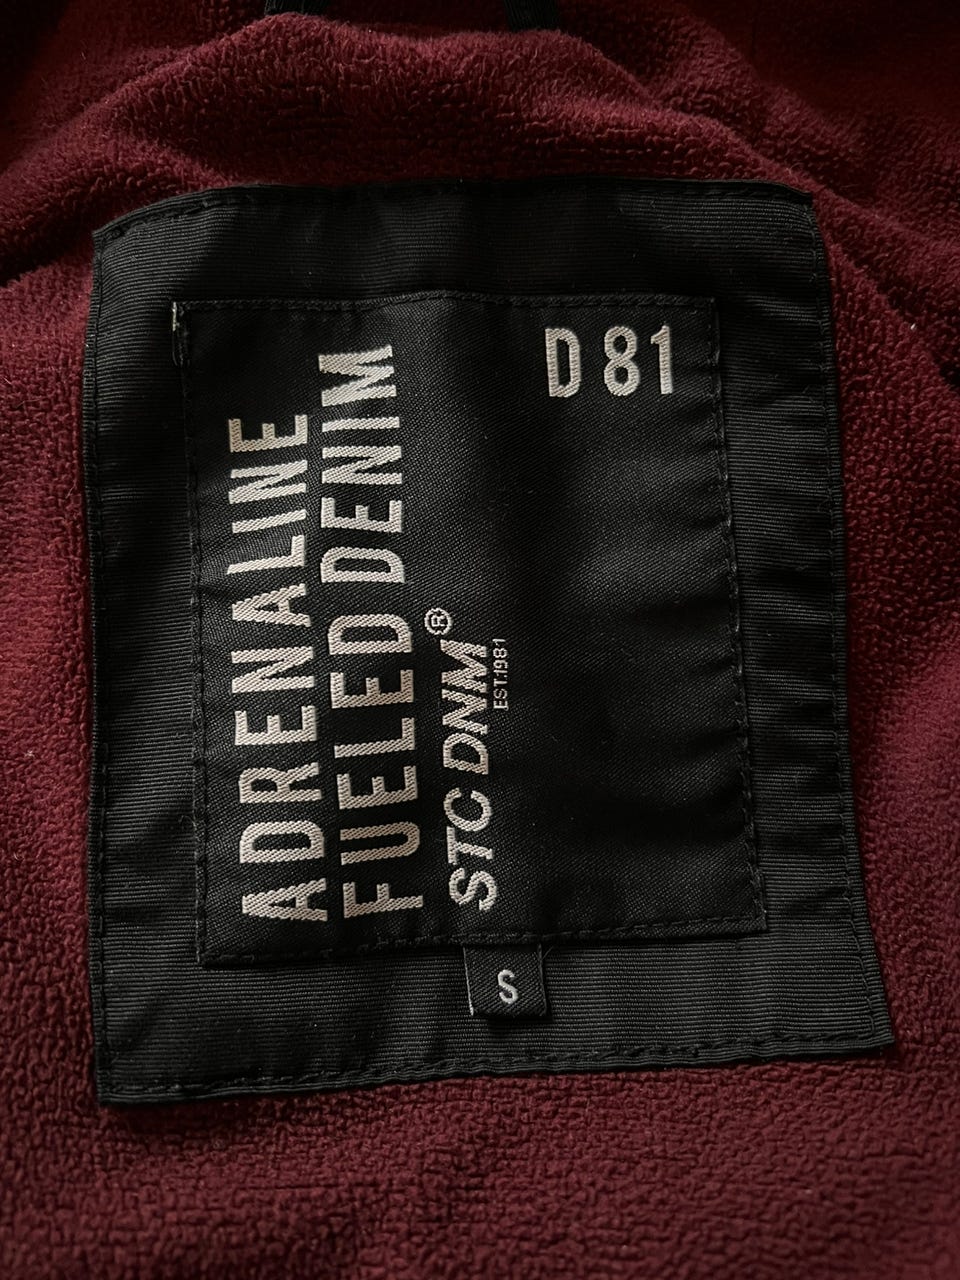 D 81
ADRENALINE
FUELED DENIM
STC DNM®
EST.1981
S